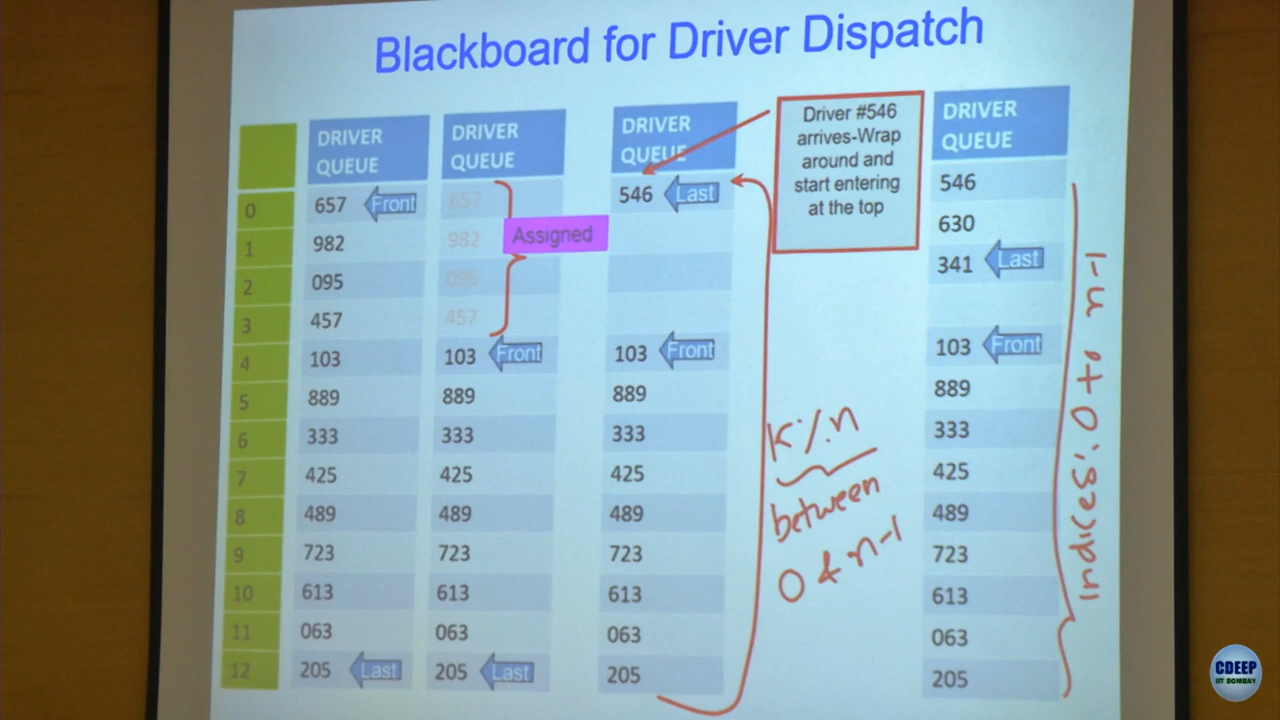 Blackboard for Driver Dispatch
DRIVER QUEUE DRIVER QUEUE DRIVER QUEUE DRIVER QUEUE
Driver #546
arrives-Wrap
around and
start entering
at the top
0 657 Front 657 546 Last 546
1 982 982 Assigned 630
2 095 095 341 Last
3 457 457
4 103 103 Front 103 Front 103 Front
5 889 889 889 889
6 333 333 333 333
7 425 425 425 425
8 489 489 489 489
9 723 723 723 723
10 613 613 613 613
11 063 063 063 063
12 205 Last 205 Last 205 205
K%n
between
0 & n-1
indices: 0 to n-1
CDEEP
IIT BOMBAY